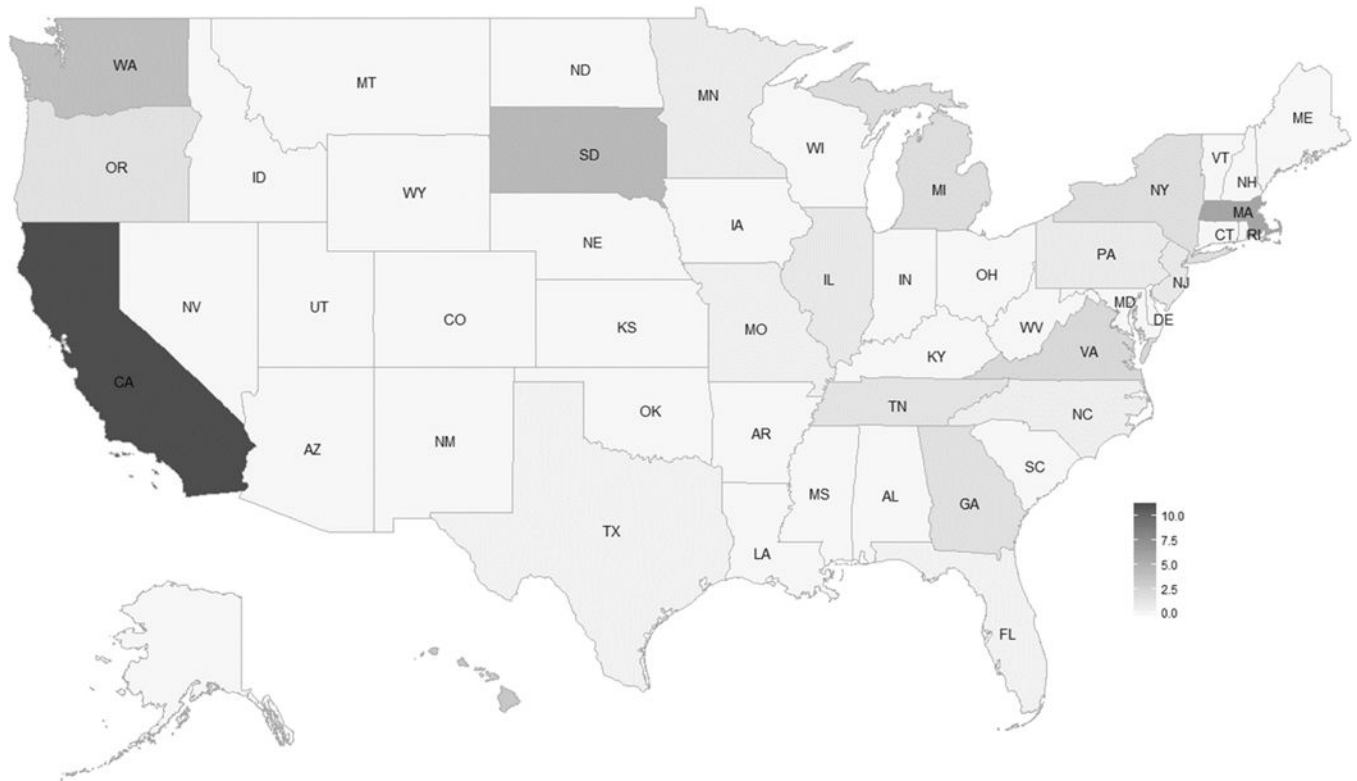 WA
MT
ND
MN
ME
OR
ID
SD
WI
VT
NH
WY
MI
NY
MA
IA
CT
RI
NE
PA
NV
UT
CO
IL
IN
OH
NJ
MD
DE
KS
MO
WV
KY
VA
CA
OK
TN
NC
AZ
NM
AR
SC
MS
AL
GA
TX
LA
FL
10.0
7.5
5.0
2.5
0.0